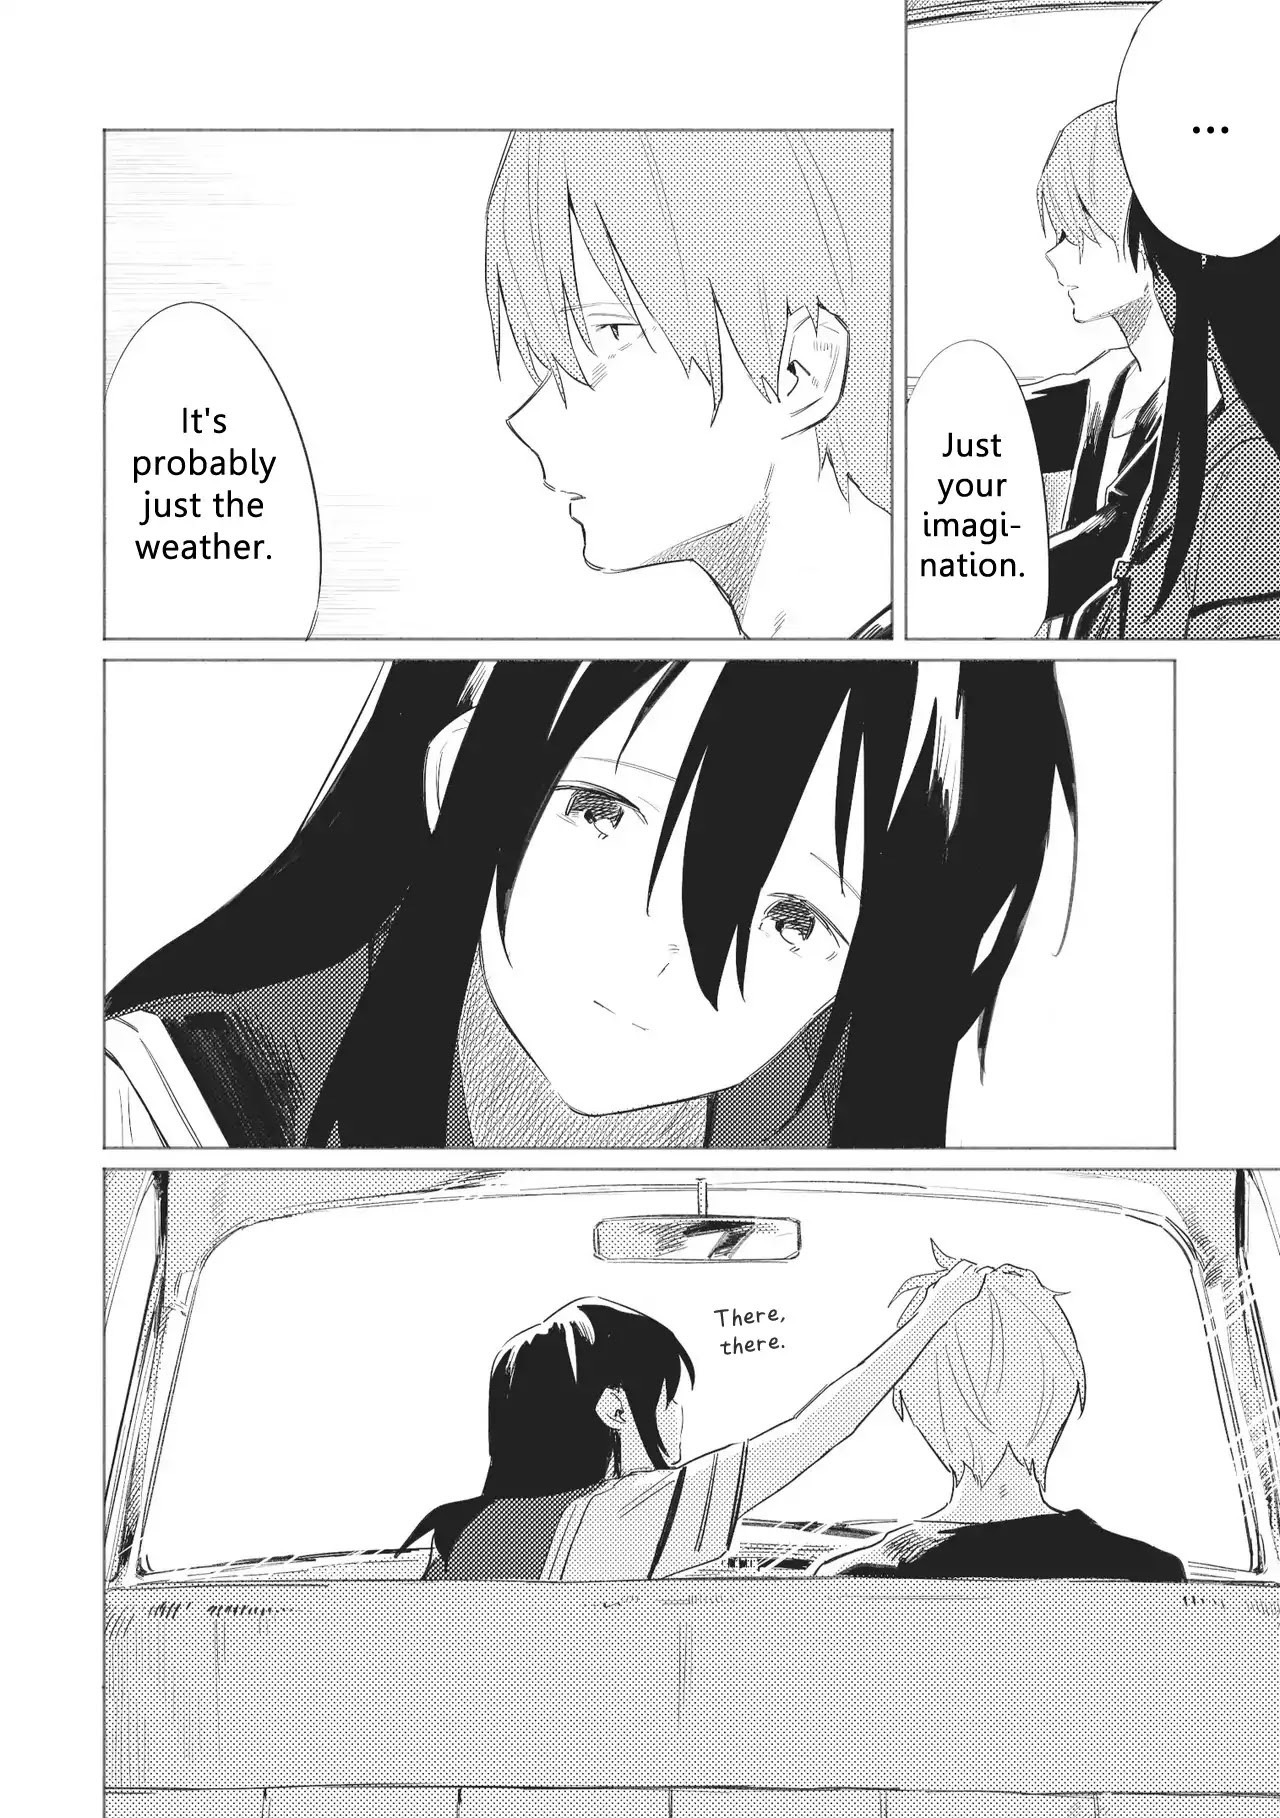 ...
Just
your
imagi-
nation.
It's
probably
just the
weather.
There,
there.